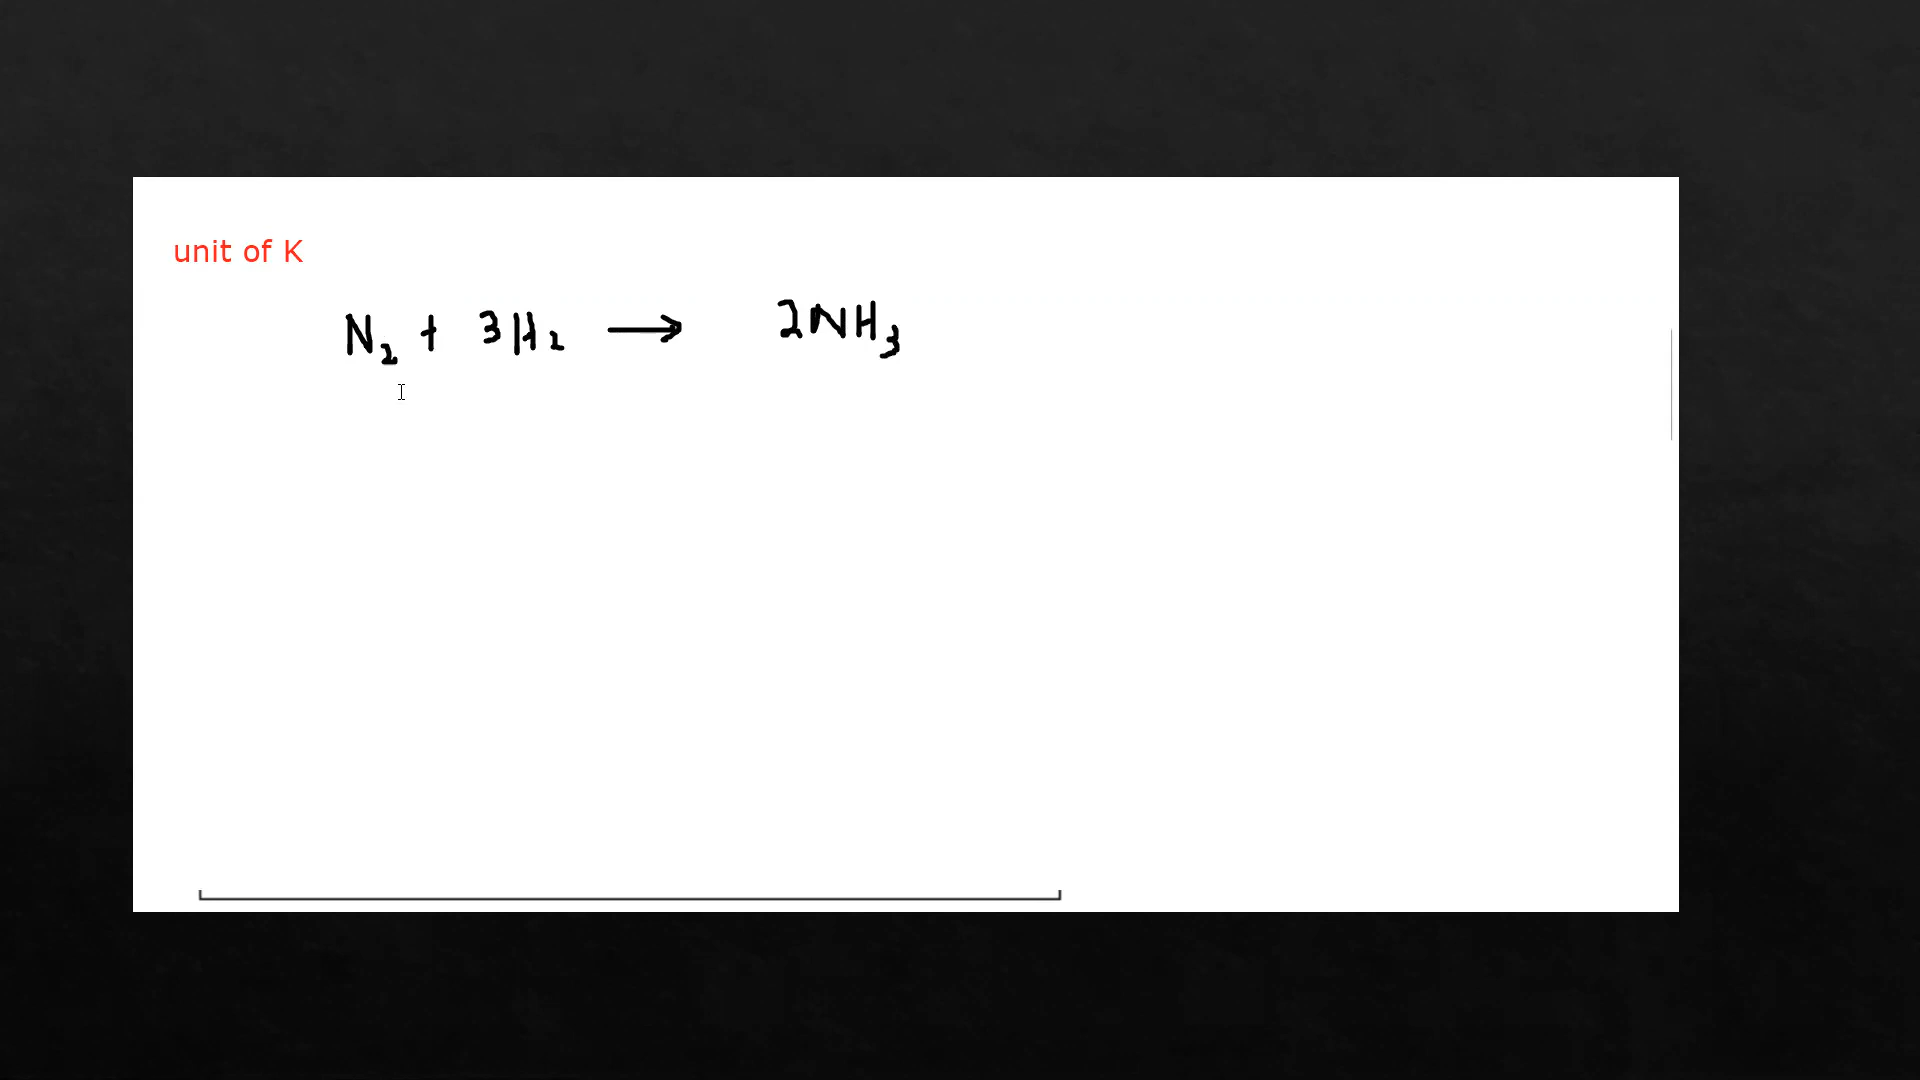 unit of K
N₂ + 3H₂ → 2NH₃